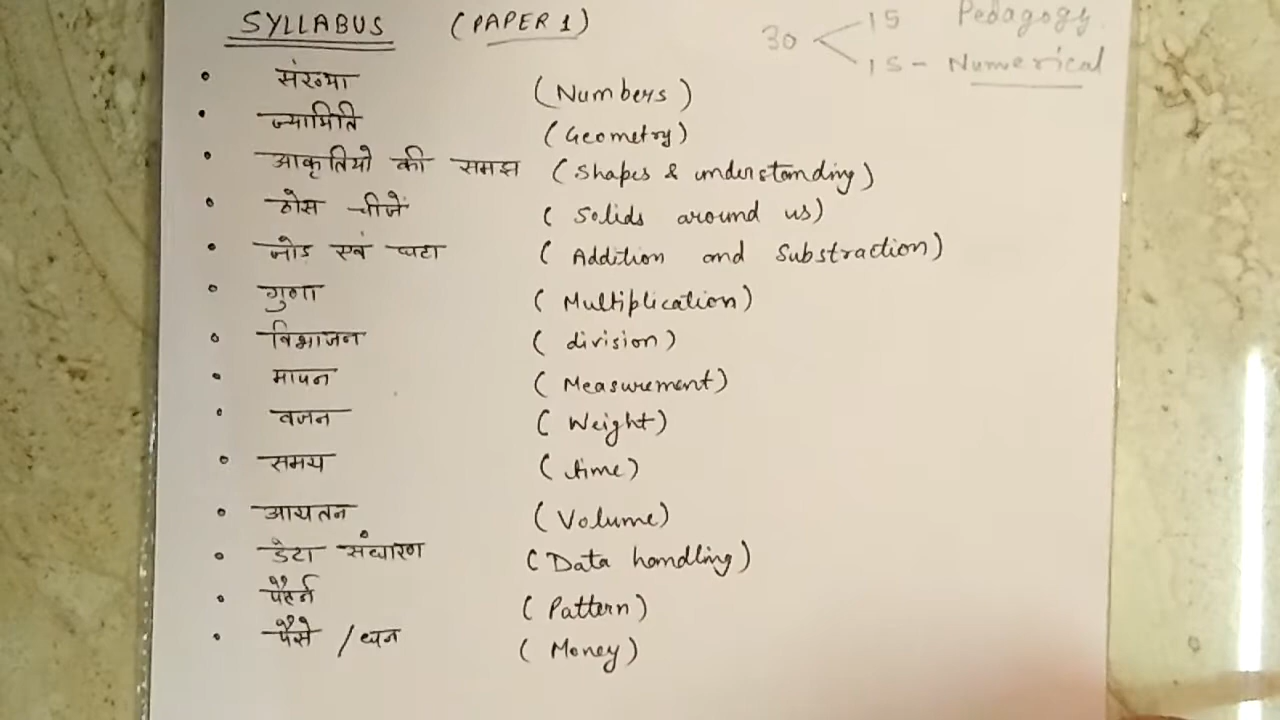 SYLLABUS (PAPER 1)
30 < 15 Pedagogy
15 - Numerical
• संख्या (Numbers)
• ज्यामिति (Geometry)
• आकृतियो की समझ (Shapes & understanding)
• ठोस चीजें (Solids around us)
• जोड एवं घटा (Addition and Substraction)
• गुणा (Multiplication)
• विभाजन (division)
• मापन (Measurement)
• वजन (Weight)
• समय (time)
• आयतन (Volume)
• डेटा संधारण (Data handling)
• पैटर्न (Pattern)
• पैसे / धन (Money)